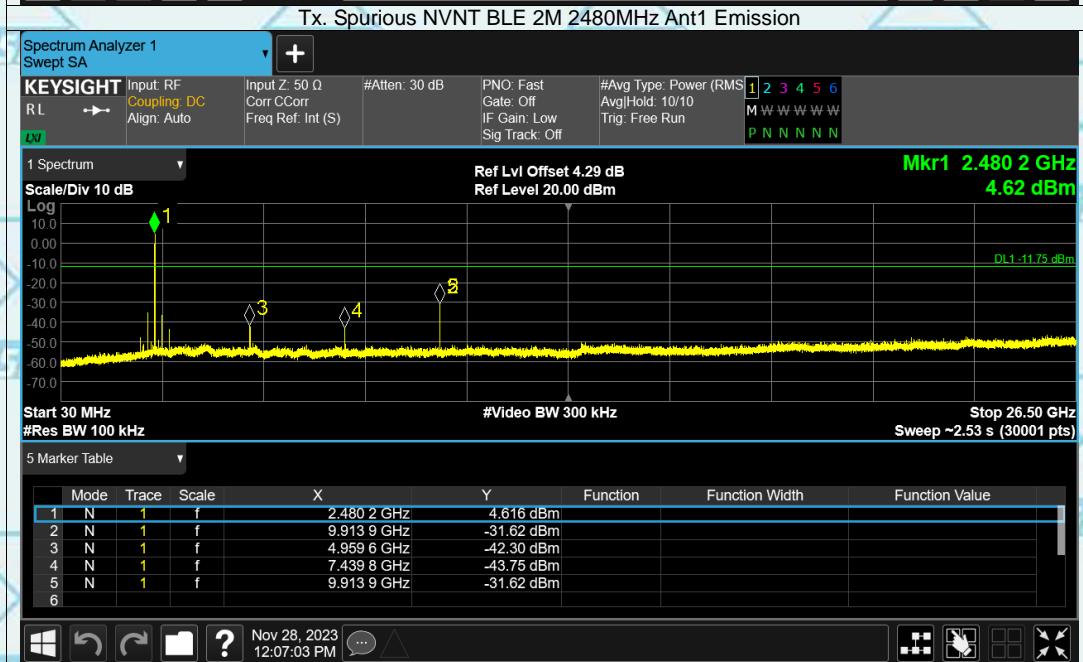 Tx. Spurious NVNT BLE 2M 2480MHz Ant1 Emission
Spectrum Analyzer 1
Swept SA
+
KEYSIGHT Input: RF Input Z: 50 Ω #Atten: 30 dB PNO: Fast #Avg Type: Power (RMS 1 2 3 4 5 6
RL Coupling: DC Corr CCorr Gate: Off Avg|Hold: 10/10 M W W W W W
Align: Auto Freq Ref: Int (S) IF Gain: Low Trig: Free Run
LXI Sig Track: Off P N N N N N
1 Spectrum Ref Lvl Offset 4.29 dB Mkr1 2.480 2 GHz
Scale/Div 10 dB Ref Level 20.00 dBm 4.62 dBm
Log
1
10.0
0.00
-10.0 DL1 -11.75 dBm
-20.0
-30.0
3 4
-40.0
-50.0
-60.0
-70.0
Start 30 MHz #Video BW 300 kHz Stop 26.50 GHz
#Res BW 100 kHz Sweep ~2.53 s (30001 pts)
5 Marker Table
Mode Trace Scale X Y Function Function Width Function Value
1 N 1 f 2.480 2 GHz 4.616 dBm
2 N 1 f 9.913 9 GHz -31.62 dBm
3 N 1 f 4.959 6 GHz -42.30 dBm
4 N 1 f 7.439 8 GHz -43.75 dBm
5 N 1 f 9.913 9 GHz -31.62 dBm
6
? Nov 28, 2023
12:07:03 PM